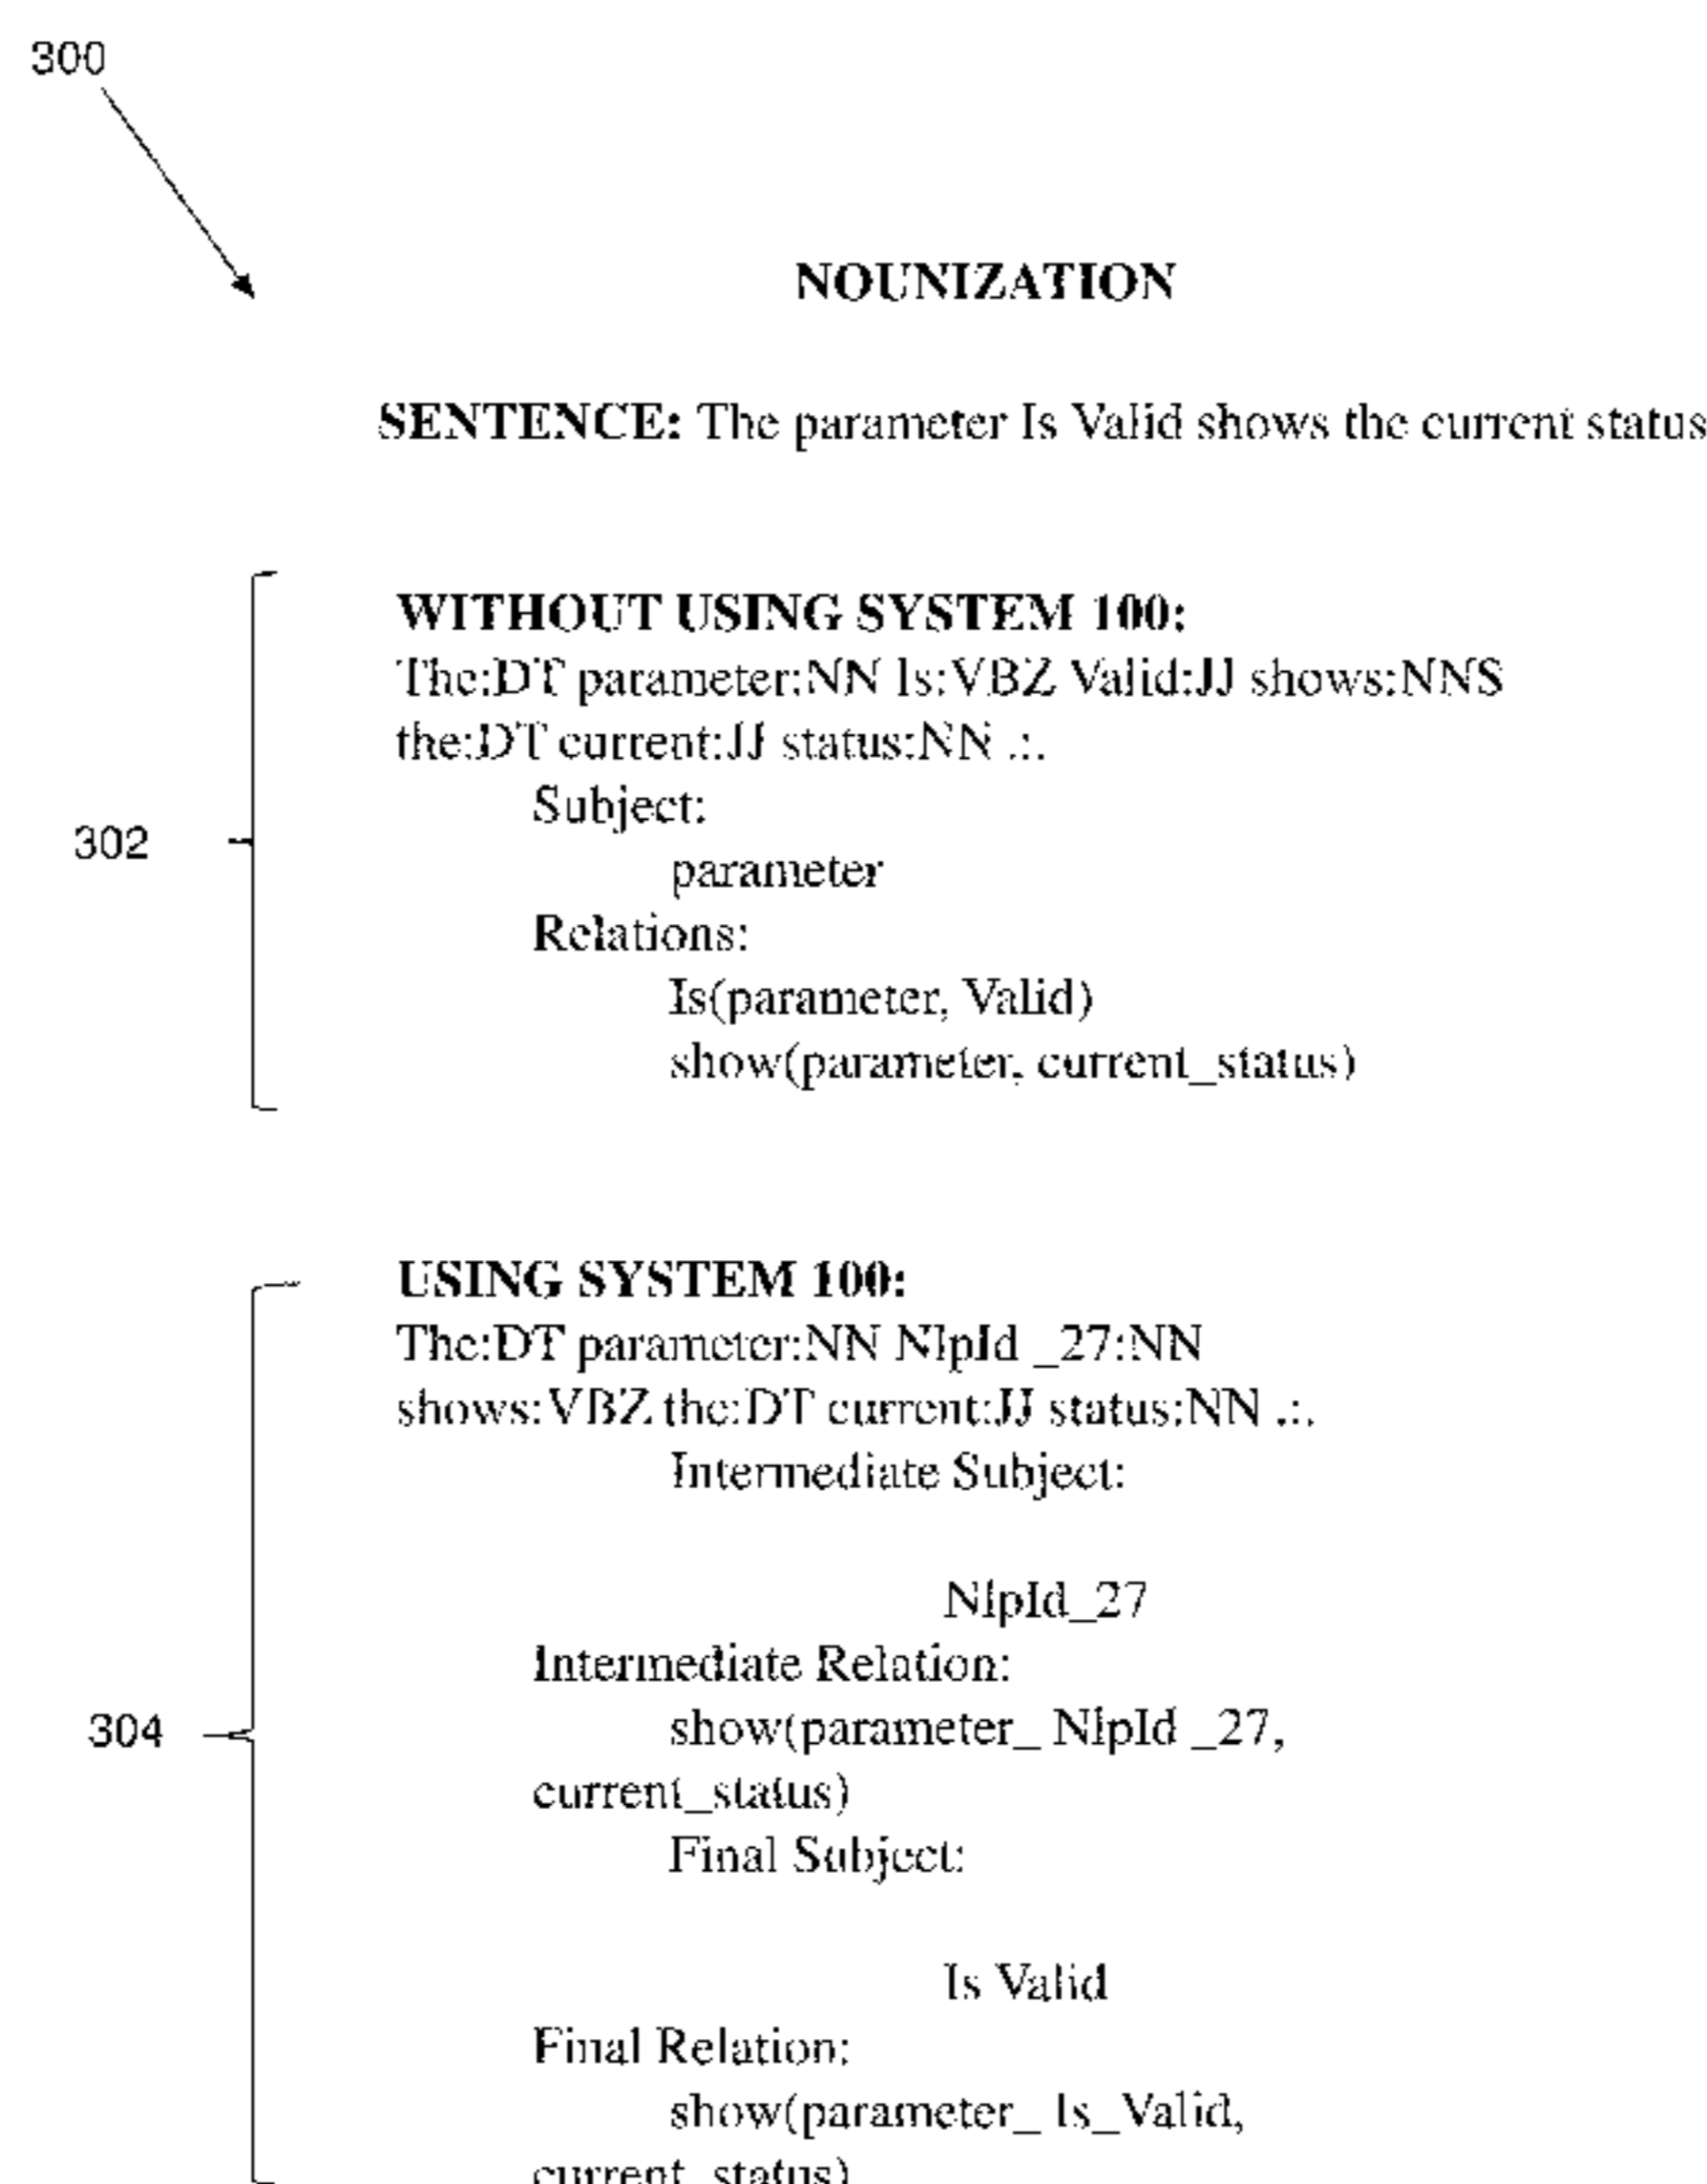 300
NOUNIZATION
SENTENCE: The parameter Is Valid shows the current status
WITHOUT USING SYSTEM 100:
The:DT parameter:NN Is:VBZ Valid:JJ shows:NNS
the:DT current:JJ status:NN .:.
Subject:
302
parameter
Relations:
Is(parameter, Valid)
show(parameter, current_status)
USING SYSTEM 100:
The:DT parameter:NN NlpId _27:NN
shows:VBZ the:DT current:JJ status:NN .:.
Intermediate Subject:
NlpId_27
Intermediate Relation:
304
show(parameter_ NlpId _27,
current_status)
Final Subject:
Is Valid
Final Relation:
show(parameter_ Is_Valid,
current_status)